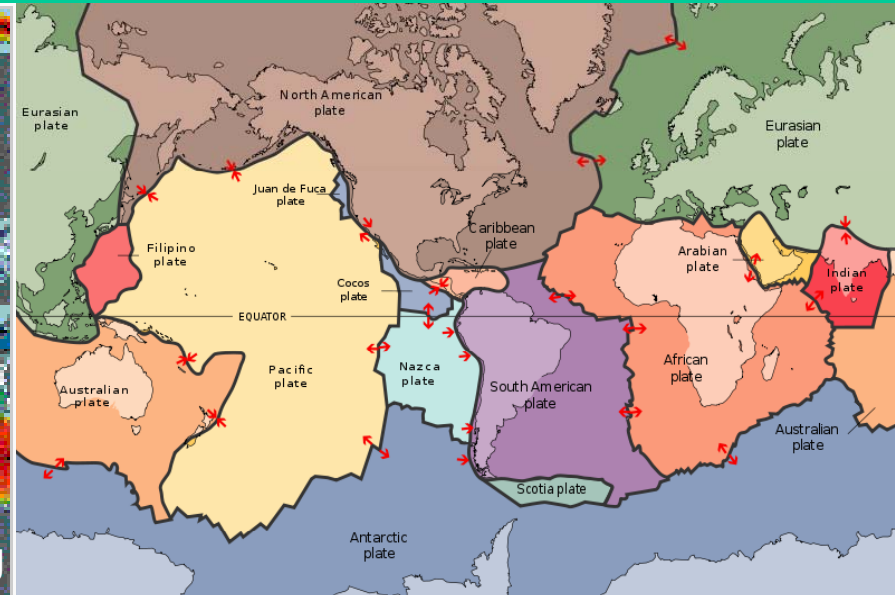 North American
plate
Eurasian
plate
Eurasian
plate
Juan de Fuca
plate
Caribbean
plate
Filipino
plate
Arabian
plate
Indian
plate
Cocos
plate
EQUATOR
Pacific
plate
Nazca
plate
African
plate
Australian
plate
South American
plate
Australian
plate
Scotia plate
Antarctic
plate